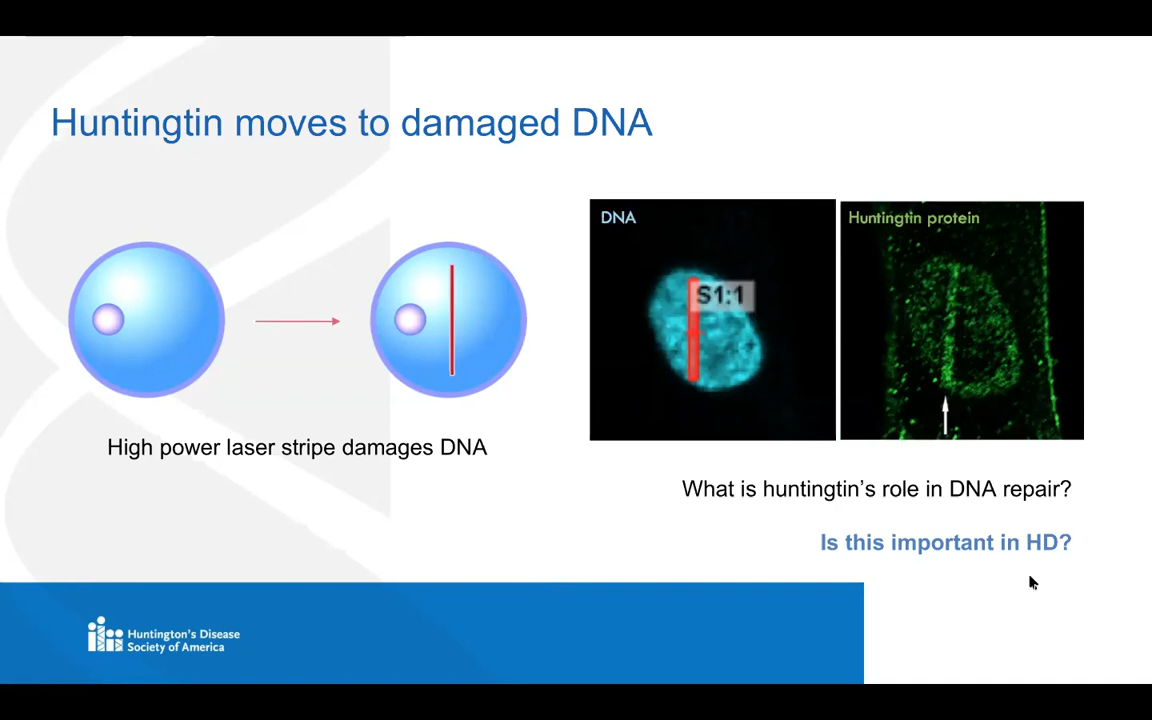 Huntingtin moves to damaged DNA
DNA
S1:1
Huntingtin protein
High power laser stripe damages DNA
What is huntingtin's role in DNA repair?
Is this important in HD?
Huntington's Disease
Society of America